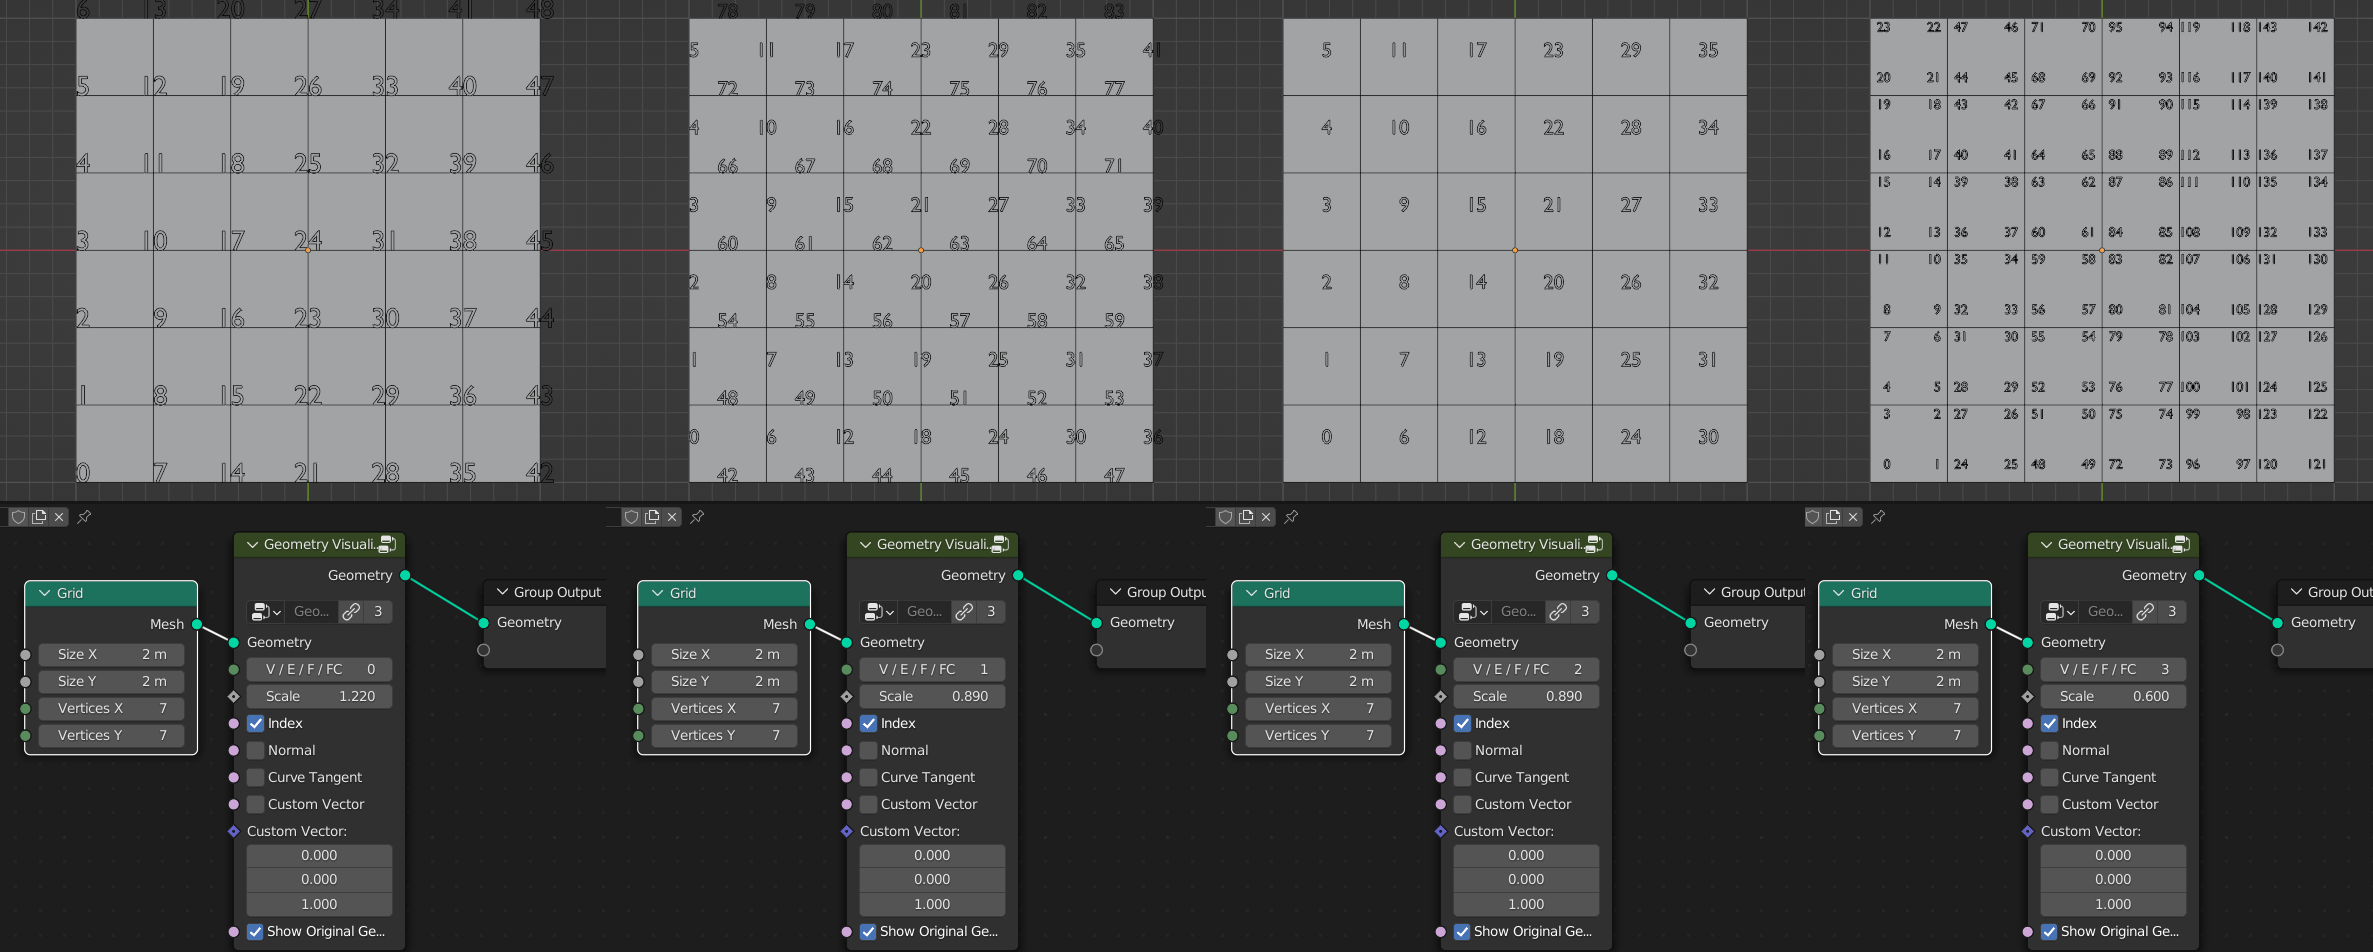 6 13 20 27 34 41 48
5 12 19 26 33 40 47
4 11 18 25 32 39 46
3 10 17 24 31 38 45
2 9 16 23 30 37 44
1 8 15 22 29 36 43
0 7 14 21 28 35 42
78 79 80 81 82 83
5 11 17 23 29 35 41
72 73 74 75 76 77
4 10 16 22 28 34 40
66 67 68 69 70 71
3 9 15 21 27 33 39
60 61 62 63 64 65
2 8 14 20 26 32 38
54 55 56 57 58 59
1 7 13 19 25 31 37
48 49 50 51 52 53
0 6 12 18 24 30 36
42 43 44 45 46 47
5 11 17 23 29 35
4 10 16 22 28 34
3 9 15 21 27 33
2 8 14 20 26 32
1 7 13 19 25 31
0 6 12 18 24 30
23 22 47 46 71 70 95 94 119 118 143 142
20 21 44 45 68 69 92 93 116 117 140 141
19 18 43 42 67 66 91 90 115 114 139 138
16 17 40 41 64 65 88 89 112 113 136 137
15 14 39 38 63 62 87 86 111 110 135 134
12 13 36 37 60 61 84 85 108 109 132 133
11 10 35 34 59 58 83 82 107 106 131 130
8 9 32 33 56 57 80 81 104 105 128 129
7 6 31 30 55 54 79 78 103 102 127 126
4 5 28 29 52 53 76 77 100 101 124 125
3 2 27 26 51 50 75 74 99 98 123 122
0 1 24 25 48 49 72 73 96 97 120 121
Grid
Mesh
Size X 2 m
Size Y 2 m
Vertices X 7
Vertices Y 7
Geometry Visuali..
Geometry
Geo... 3
Geometry
V / E / F / FC 0
Scale 1.220
Index
Normal
Curve Tangent
Custom Vector
Custom Vector:
0.000
0.000
1.000
Show Original Ge...
Group Output
Geometry
Grid
Mesh
Size X 2 m
Size Y 2 m
Vertices X 7
Vertices Y 7
Geometry Visuali..
Geometry
Geo... 3
Geometry
V / E / F / FC 1
Scale 0.890
Index
Normal
Curve Tangent
Custom Vector
Custom Vector:
0.000
0.000
1.000
Show Original Ge...
Group Outpu
Geometry
Grid
Mesh
Size X 2 m
Size Y 2 m
Vertices X 7
Vertices Y 7
Geometry Visuali..
Geometry
Geo... 3
Geometry
V / E / F / FC 2
Scale 0.890
Index
Normal
Curve Tangent
Custom Vector
Custom Vector:
0.000
0.000
1.000
Show Original Ge...
Group Output
Geometry
Grid
Mesh
Size X 2 m
Size Y 2 m
Vertices X 7
Vertices Y 7
Geometry Visuali..
Geometry
Geo... 3
Geometry
V / E / F / FC 3
Scale 0.600
Index
Normal
Curve Tangent
Custom Vector
Custom Vector:
0.000
0.000
1.000
Show Original Ge...
Group Out
Geometry